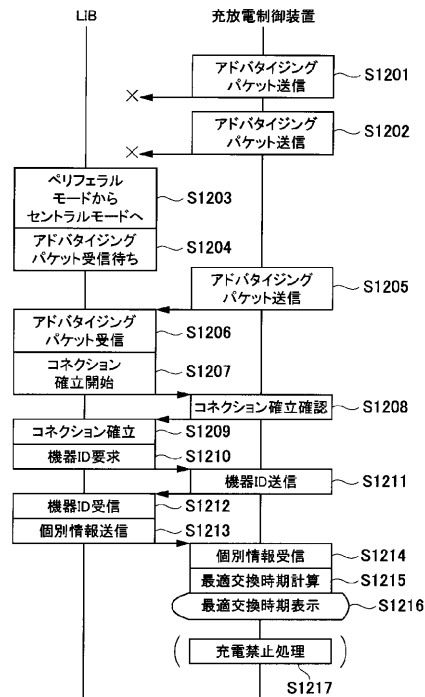 LiB
充放電制御装置
アドバタイジング
パケット送信
S1201
アドバタイジング
パケット送信
S1202
ペリフェラル
モードから
セントラルモードへ
S1203
アドバタイジング
パケット受信待ち
S1204
アドバタイジング
パケット送信
S1205
アドバタイジング
パケット受信
S1206
コネクション
確立開始
S1207
コネクション確立確認
S1208
コネクション確立
S1209
機器ID要求
S1210
機器ID送信
S1211
機器ID受信
S1212
個別情報送信
S1213
個別情報受信
S1214
最適交換時期計算
S1215
最適交換時期表示
S1216
(充電禁止処理)
S1217